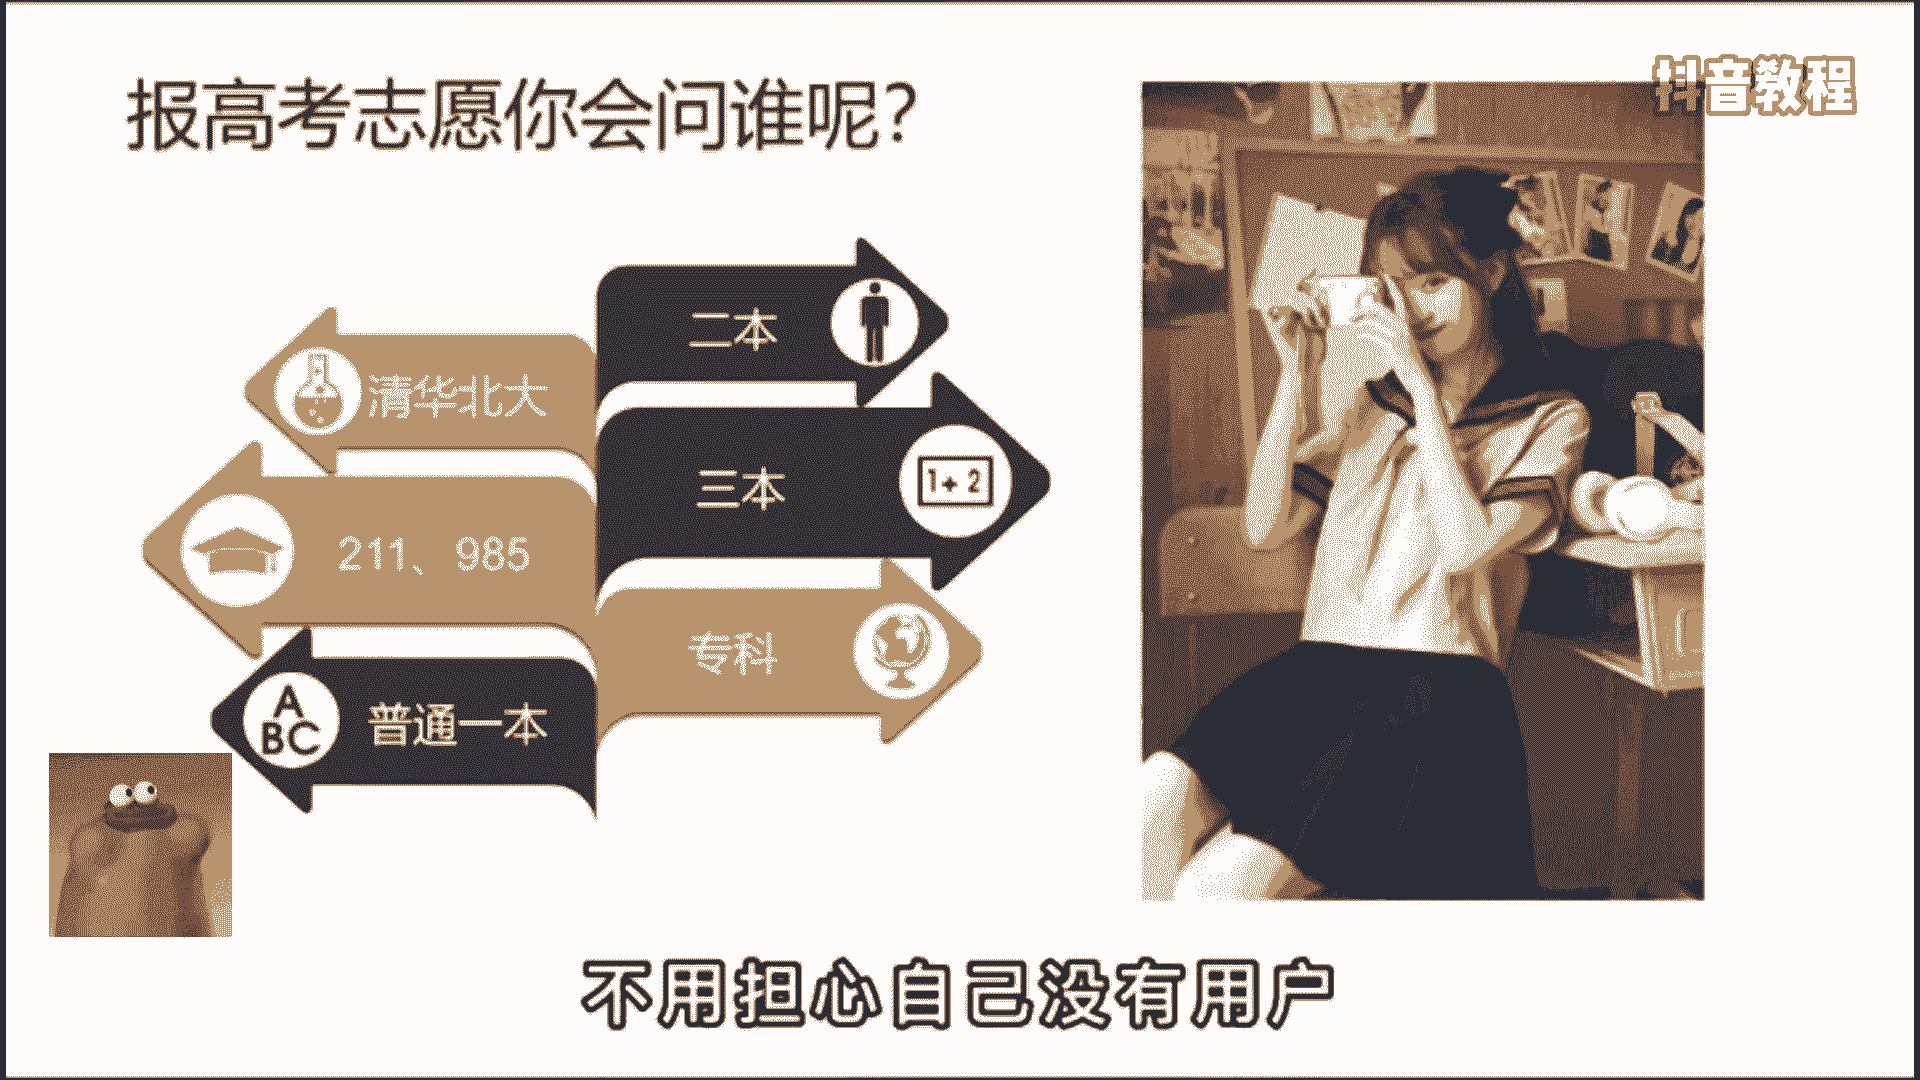 报高考志愿你会问谁呢？
抖音教程
清华北大
211、985
A
BC
普通一本
二本
三本
1+2
专科
不用担心自己没有用户